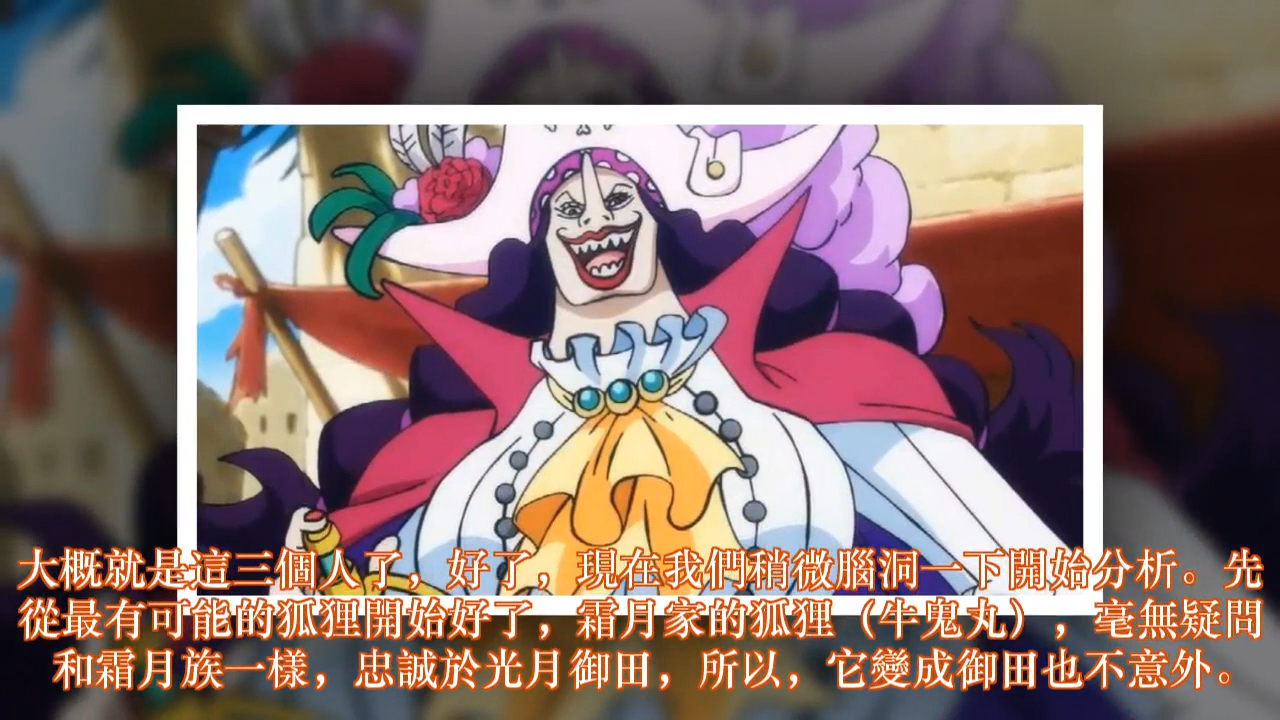 大概就是這三個人了，好了，現在我們稍微腦洞一下開始分析。先
從最有可能的狐狸開始好了，霜月家的狐狸（牛鬼丸），毫無疑問
和霜月族一樣，忠誠於光月御田，所以，它變成御田也不意外。